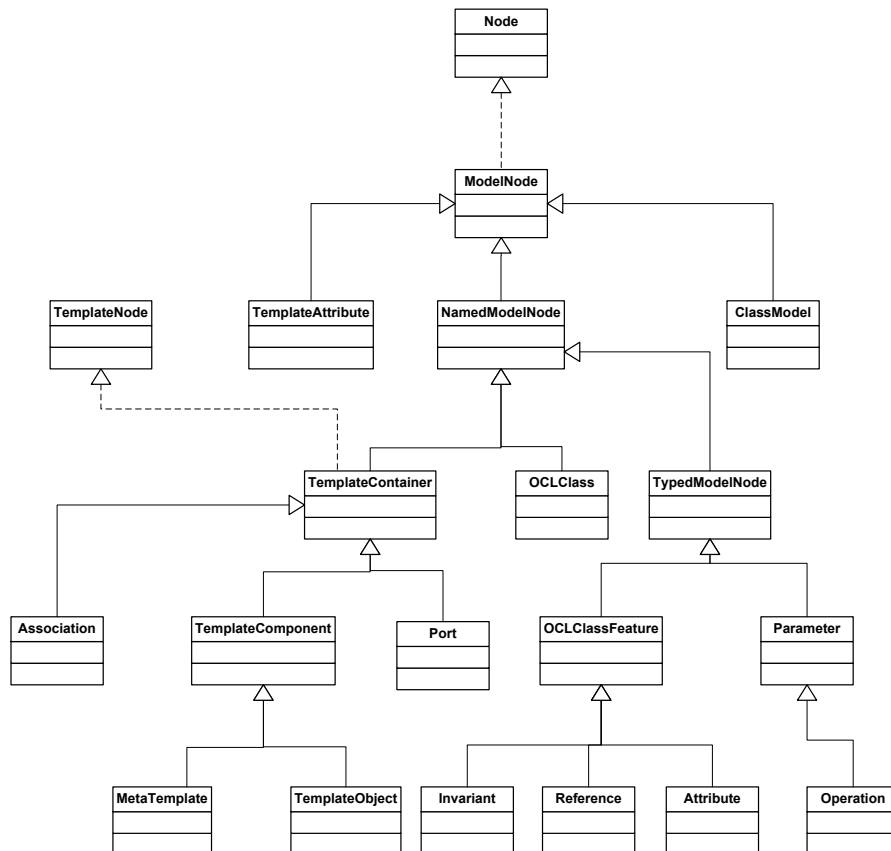 Node
ModelNode
TemplateNode
TemplateAttribute
NamedModelNode
ClassModel
TemplateContainer
OCLClass
TypedModelNode
Association
TemplateComponent
Port
OCLClassFeature
Parameter
MetaTemplate
TemplateObject
Invariant
Reference
Attribute
Operation